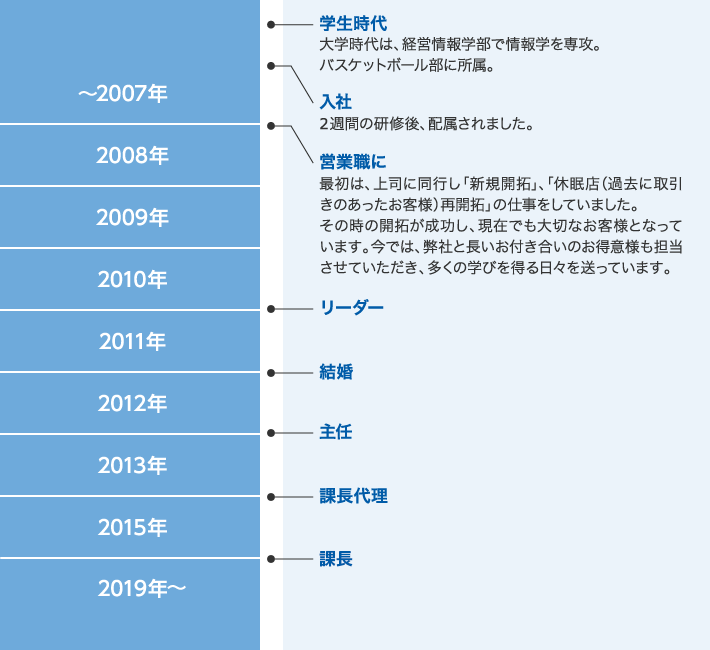 学生時代
大学時代は、経営情報学部で情報学を専攻。
バスケットボール部に所属。
～2007年
入社
2週間の研修後、配属されました。
2008年
営業職に
最初は、上司に同行し「新規開拓」、「休眠店（過去に取引
きのあったお客様）再開拓」の仕事をしていました。
その時の開拓が成功し、現在でも大切なお客様となって
います。今では、弊社と長いお付き合いのお得意様も担当
させていただき、多くの学びを得る日々を送っています。
2009年
2010年
リーダー
2011年
結婚
2012年
主任
2013年
課長代理
2015年
課長
2019年～